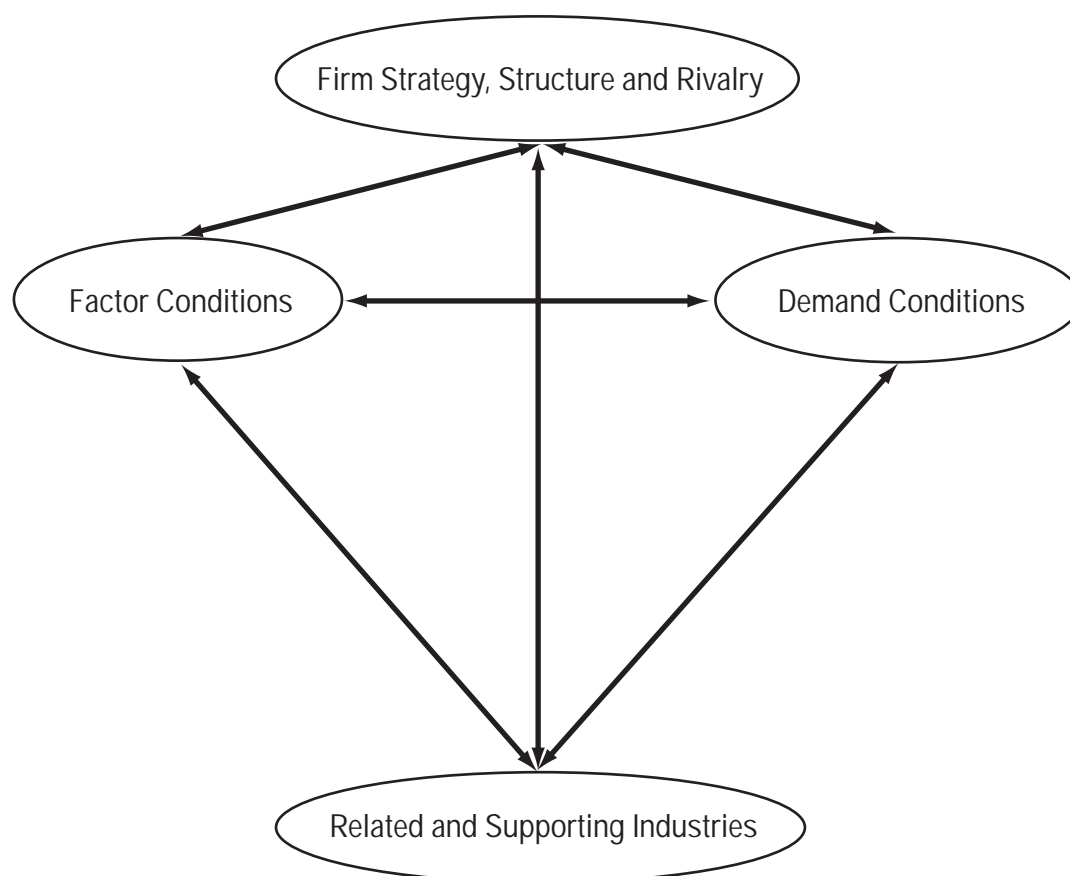 Firm Strategy, Structure and Rivalry
Factor Conditions
Demand Conditions
Related and Supporting Industries